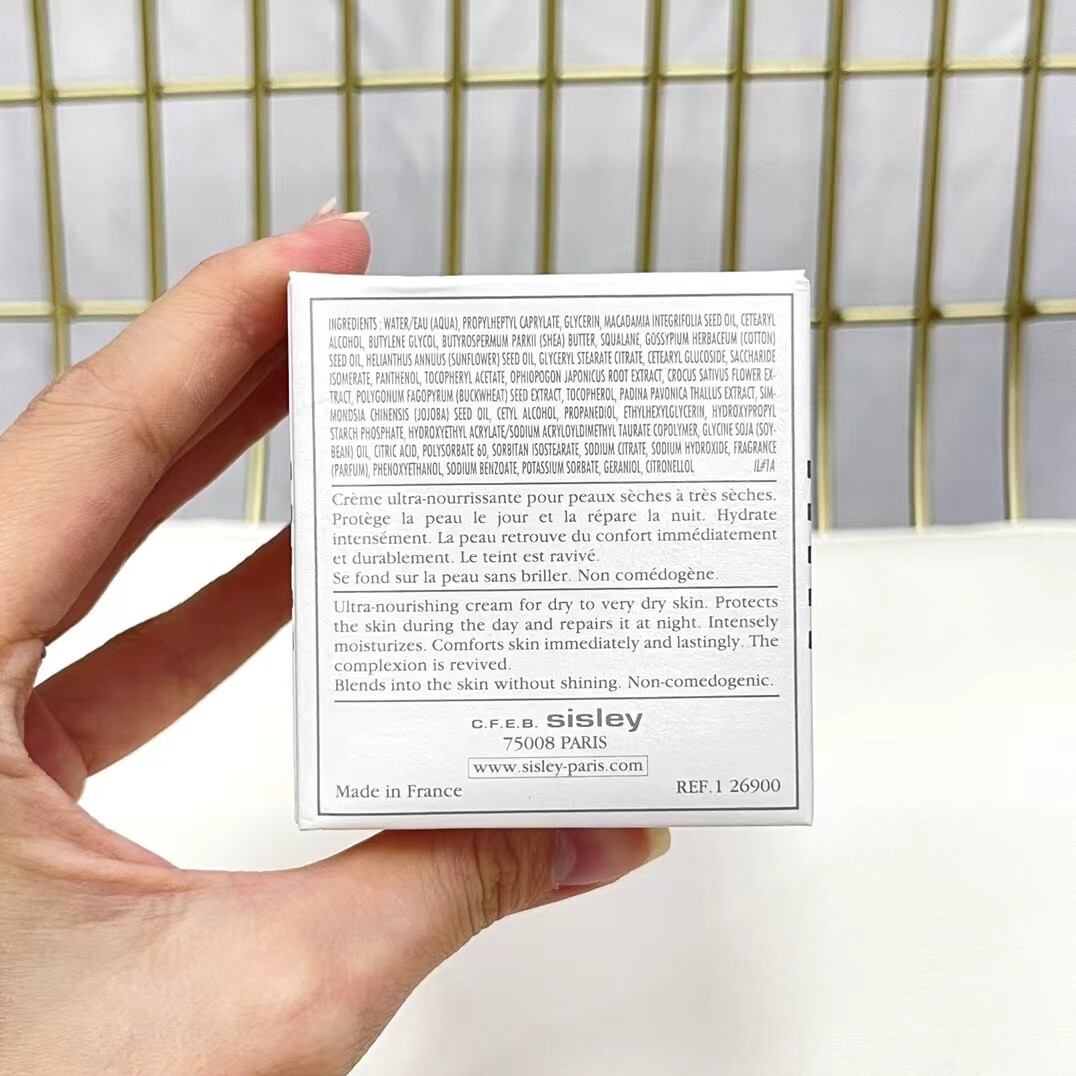 INGREDIENTS : WATER/EAU (AQUA), PROPYLHEPTYL CAPRYLATE, GLYCERIN, MACADAMIA INTEGRIFOLIA SEED OIL, CETEARYL
ALCOHOL, BUTYLENE GLYCOL, BUTYROSPERMUM PARKII (SHEA) BUTTER, SQUALANE, GOSSYPIUM HERBACEUM (COTTON)
SEED OIL, HELIANTHUS ANNUUS (SUNFLOWER) SEED OIL, GLYCERYL STEARATE CITRATE, CETEARYL GLUCOSIDE, SACCHARIDE
ISOMERATE, PANTHENOL, TOCOPHERYL ACETATE, OPHIOPOGON JAPONICUS ROOT EXTRACT, CROCUS SATIVUS FLOWER EX-
TRACT, POLYGONUM FAGOPYRUM (BUCKWHEAT) SEED EXTRACT, TOCOPHEROL, PADINA PAVONICA THALLUS EXTRACT, SIM-
MONDSIA CHINENSIS (JOJOBA) SEED OIL, CETYL ALCOHOL, PROPANEDIOL, ETHYLHEXYLGLYCERIN, HYDROXYPROPYL
STARCH PHOSPHATE, HYDROXYETHYL ACRYLATE/SODIUM ACRYLOYLDIMETHYL TAURATE COPOLYMER, GLYCINE SOJA (SOY-
BEAN) OIL, CITRIC ACID, POLYSORBATE 60, SORBITAN ISOSTEARATE, SODIUM CITRATE, SODIUM HYDROXIDE, FRAGRANCE
(PARFUM), PHENOXYETHANOL, SODIUM BENZOATE, POTASSIUM SORBATE, GERANIOL, CITRONELLOL IL#1A
Crème ultra-nourrissante pour peaux sèches à très sèches.
Protège la peau le jour et la répare la nuit. Hydrate
intensément. La peau retrouve du confort immédiatement
et durablement. Le teint est ravivé.
Se fond sur la peau sans briller. Non comédogène.
Ultra-nourishing cream for dry to very dry skin. Protects
the skin during the day and repairs it at night. Intensely
moisturizes. Comforts skin immediately and lastingly. The
complexion is revived.
Blends into the skin without shining. Non-comedogenic.
C.F.E.B. sisley
75008 PARIS
www.sisley-paris.com
Made in France REF.1 26900